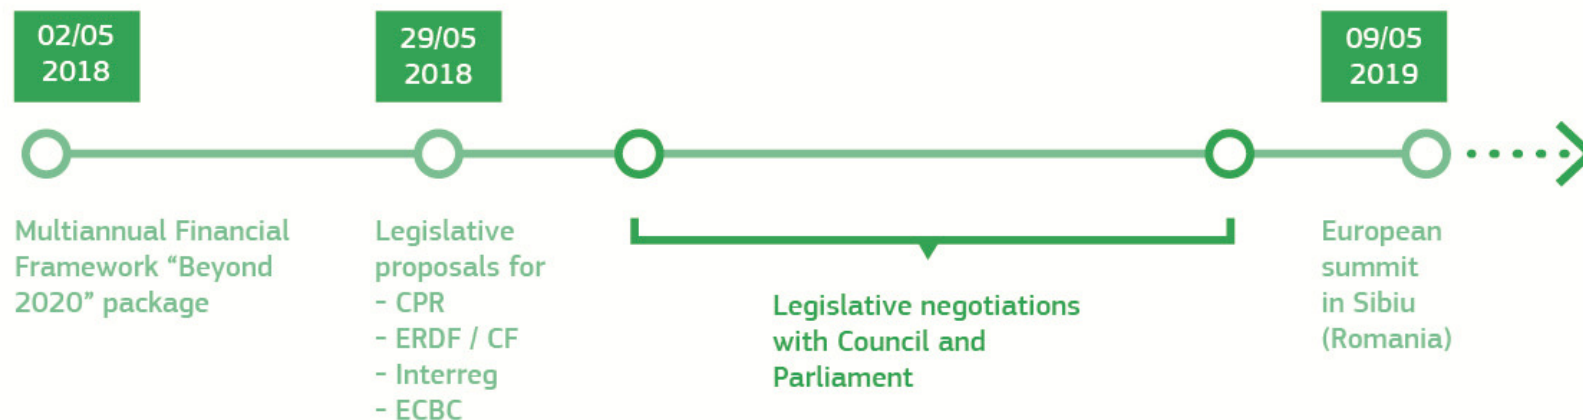 02/05
2018
29/05
2018
09/05
2019
Multiannual Financial
Framework “Beyond
2020” package
Legislative
proposals for
- CPR
- ERDF / CF
- Interreg
- ECBC
Legislative negotiations
with Council and
Parliament
European
summit
in Sibiu
(Romania)